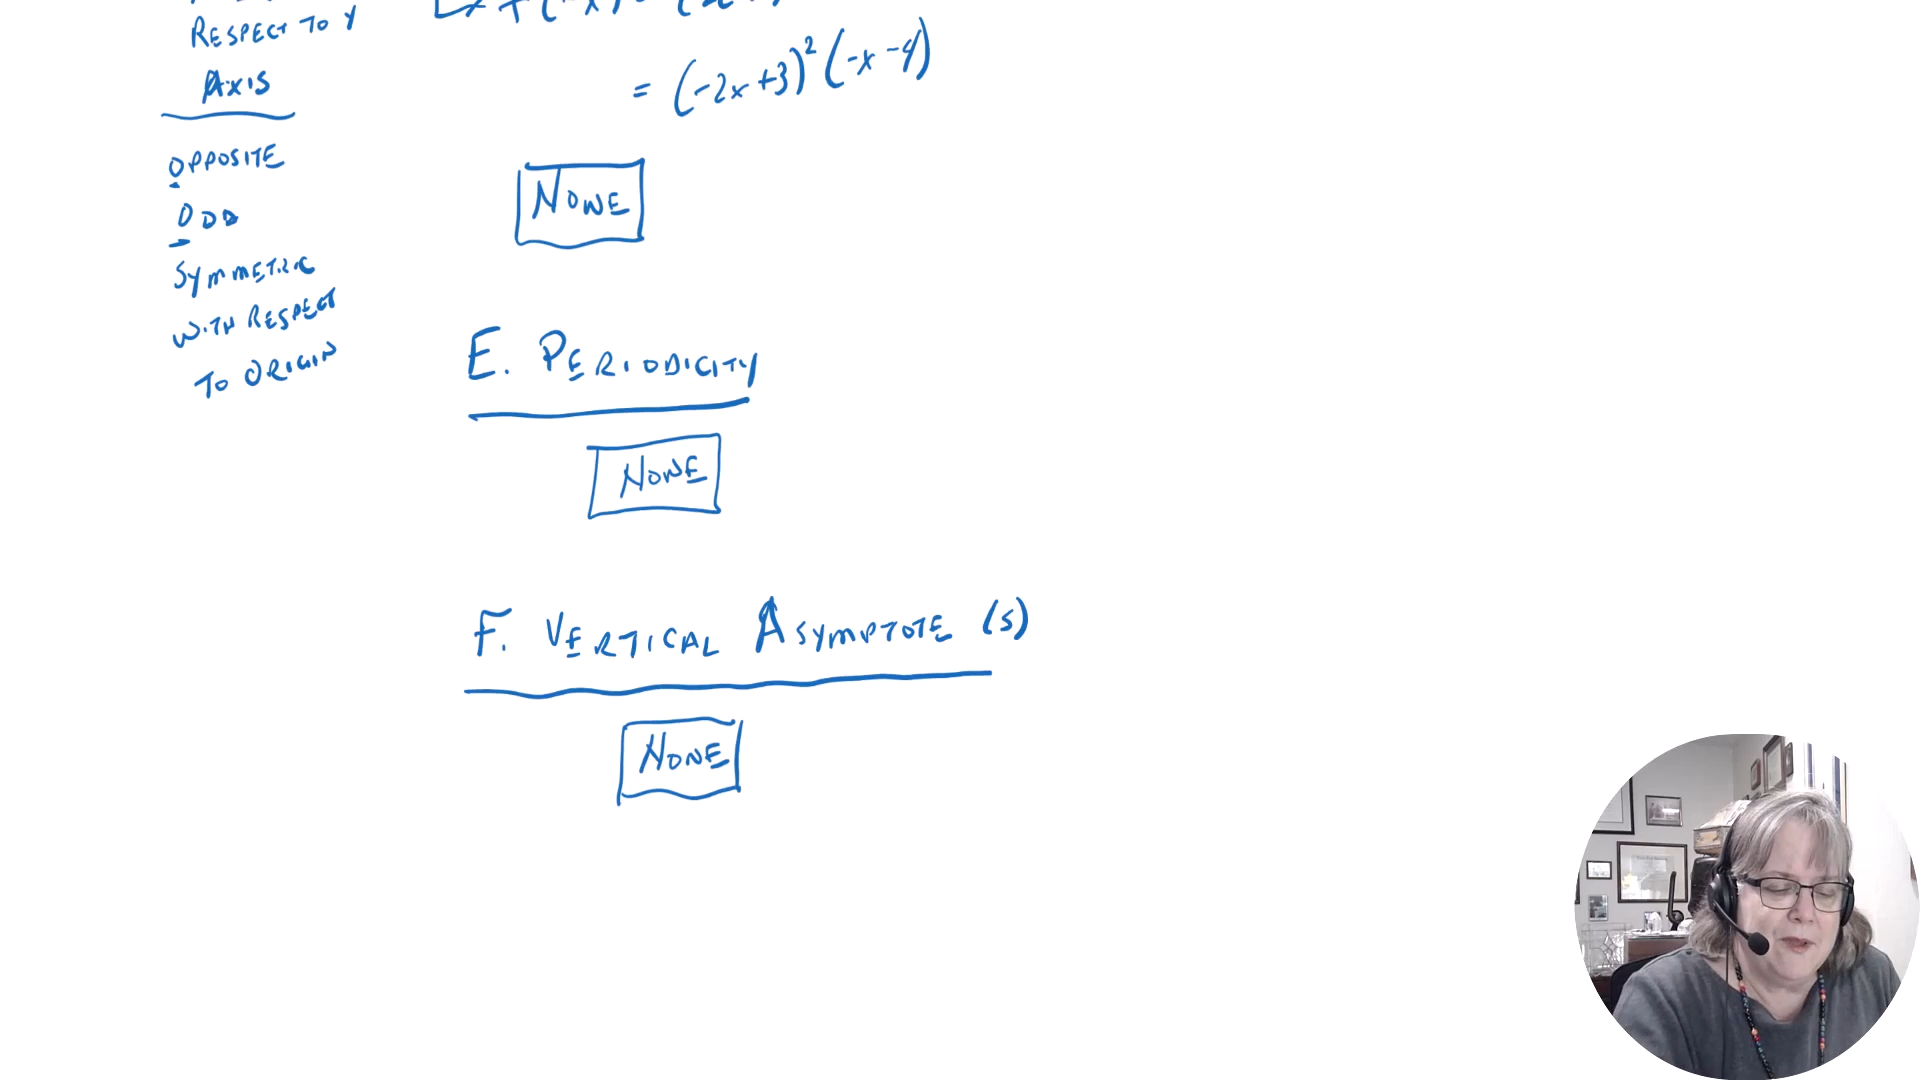 RESPECT TO Y
AXIS
= (-2x+3)² (-x-4)
OPPOSITE
ODD
SYMMETRIC
WITH RESPECT
TO ORIGIN
NONE
E. PERIODICITY
NONE
F. VERTICAL ASYMPTOTE (S)
NONE